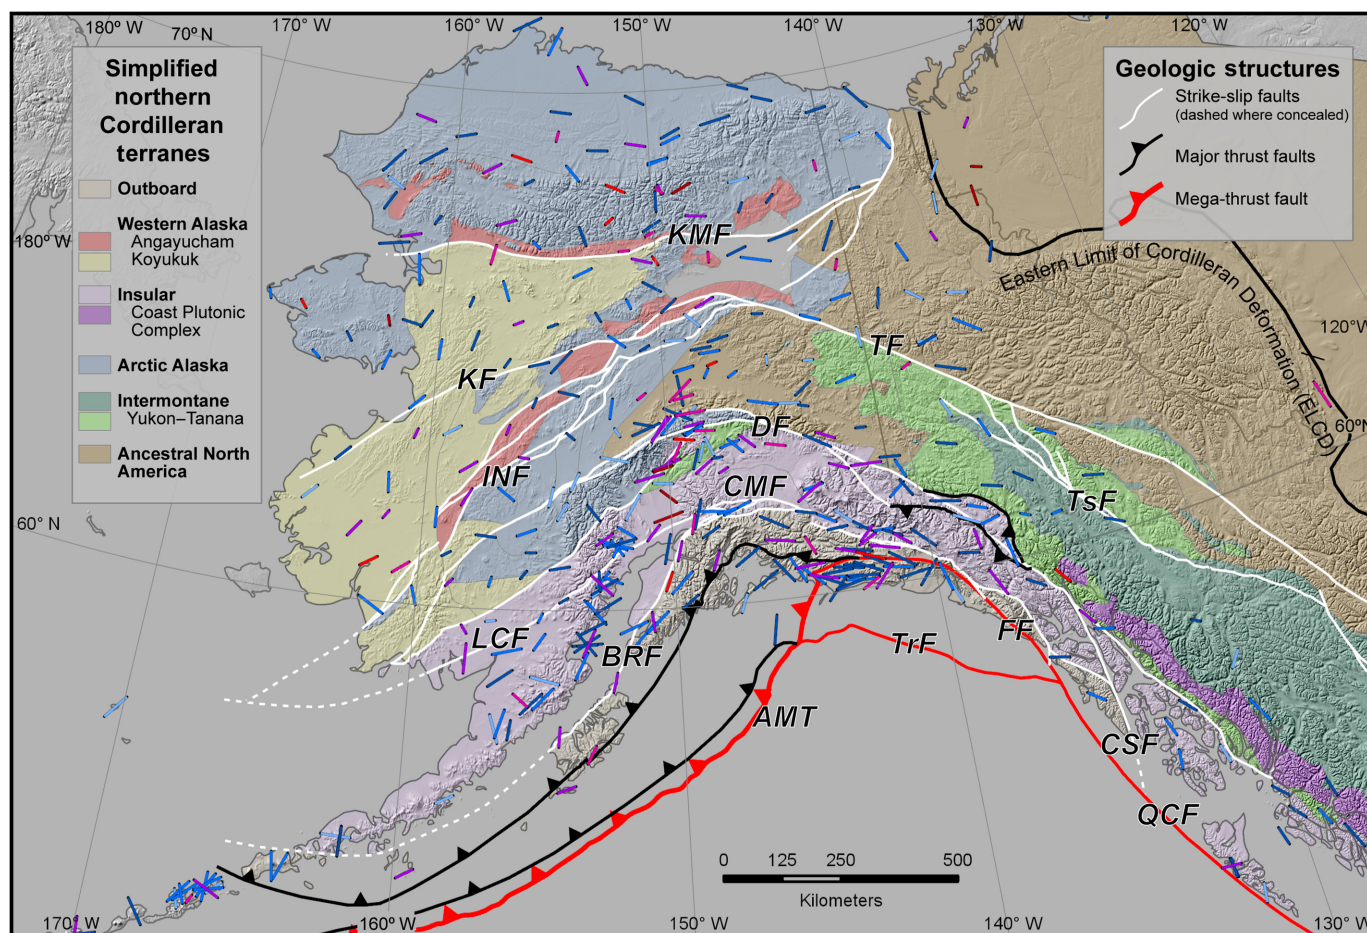 180° W
70° N
170° W
160° W
150° W
140° W
130° W
120° W
Simplified
northern
Cordilleran
terranes
Outboard
Western Alaska
Angayucham
Koyukuk
Insular
Coast Plutonic
Complex
Arctic Alaska
Intermontane
Yukon–Tanana
Ancestral North
America
Geologic structures
Strike-slip faults
(dashed where concealed)
Major thrust faults
Mega-thrust fault
180° W
KMF
Eastern Limit of Cordilleran Deformation (ELCD)
120° W
TF
KF
60° N
DF
INF
CMF
TsF
60° N
LCF
BRF
FF
TrF
AMT
CSF
QCF
0 125 250 500
Kilometers
170° W
160° W
150° W
140° W
130° W